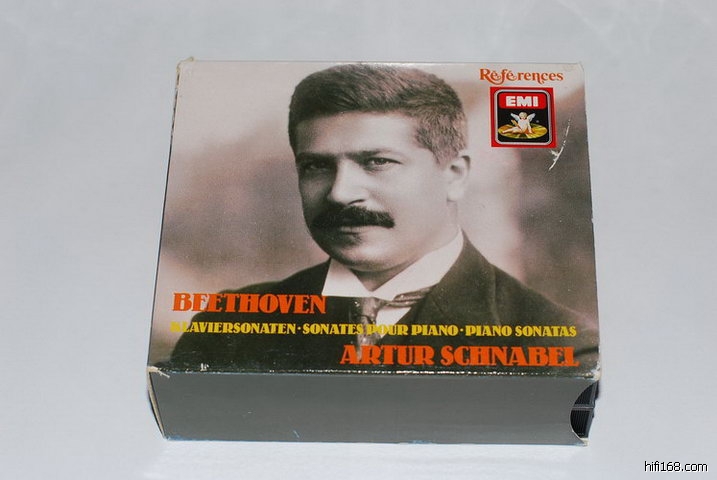 Références
EMI
BEETHOVEN
KLAVIERSONATEN·SONATES POUR PIANO·PIANO SONATAS
ARTUR SCHNABEL
hifi168.com